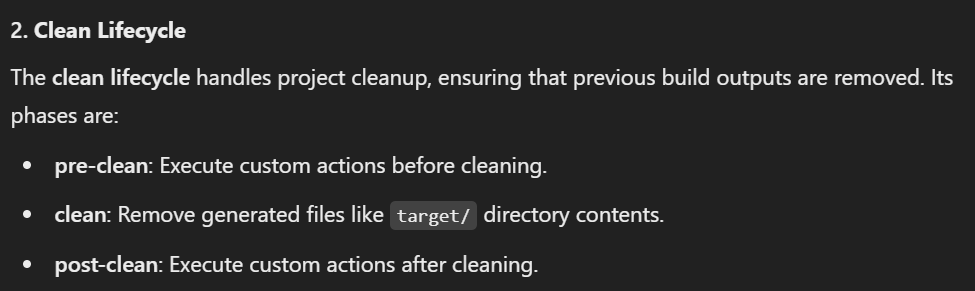 2. Clean Lifecycle
The clean lifecycle handles project cleanup, ensuring that previous build outputs are removed. Its
phases are:
• pre-clean: Execute custom actions before cleaning.
• clean: Remove generated files like target/ directory contents.
• post-clean: Execute custom actions after cleaning.